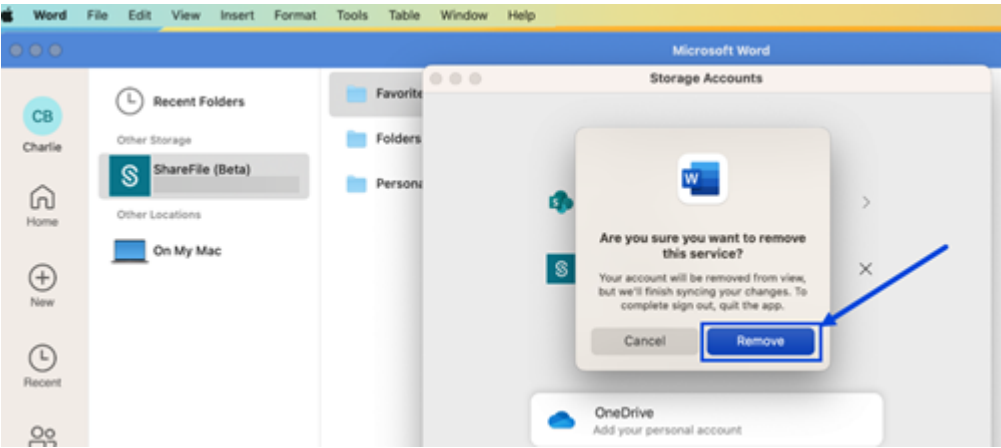 Word File Edit View Insert Format Tools Table Window Help
Microsoft Word
Storage Accounts
CB
Charlie
Home
New
Recent
Recent Folders
Other Storage
ShareFile (Beta)
Other Locations
On My Mac
Favorite
Folders
Persona
W
Are you sure you want to remove
this service?
Your account will be removed from view,
but we'll finish syncing your changes. To
complete sign out, quit the app.
Cancel Remove
OneDrive
Add your personal account